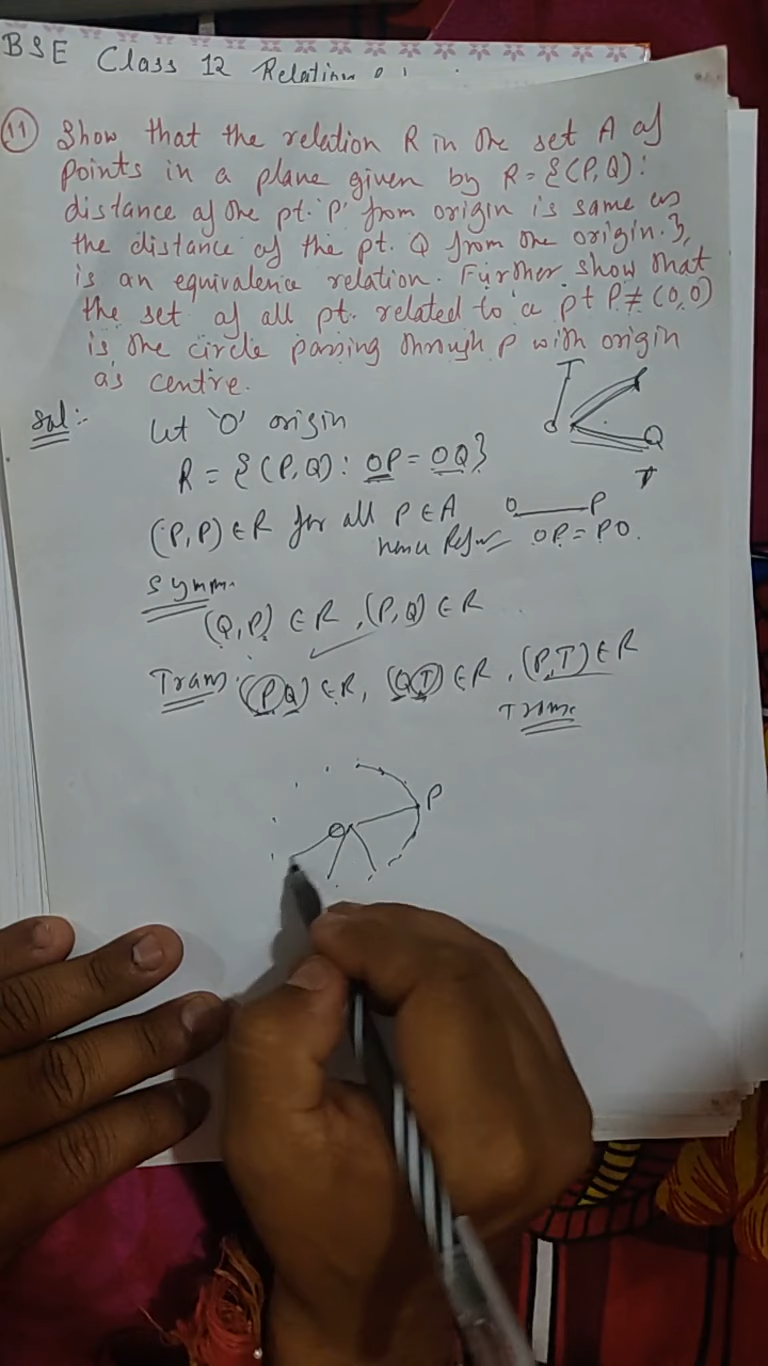 BSE Class 12 Relation
(11) Show that the relation R in the set A of
points in a plane given by R = {(P, Q) :
distance of the pt. 'P' from origin is same as
the distance of the pt. Q from the origin.},
is an equivalence relation. Further show that
the set of all pt. related to a pt P ≠ (0,0)
is the circle passing through P with origin
as centre.
Sol:-
Let 'O' origin
R = {(P, Q) : OP = OQ}
(P, P) ∈ R for all P ∈ A
hence
OP = PO.
O P
T
O
Q
T
Symm.
(Q, P) ∈ R, (P, Q) ∈ R
Trans. (P Q) ∈ R, (Q T) ∈ R, (P, T) ∈ R
Trans
O P